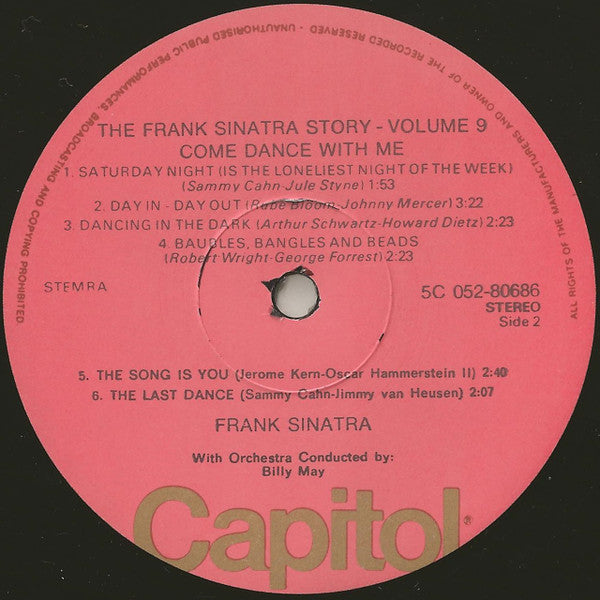 ALL RIGHTS OF THE MANUFACTURERS AND OWNER OF THE RECORDED RESERVED - UNAUTHORISED PUBLIC PERFORMANCES, BROADCASTING AND COPYING PROHIBITED
THE FRANK SINATRA STORY - VOLUME 9
COME DANCE WITH ME
1. SATURDAY NIGHT (IS THE LONELIEST NIGHT OF THE WEEK)
(Sammy Cahn-Jule Styne) 1:53
2. DAY IN - DAY OUT (Rube Bloom-Johnny Mercer) 3:22
3. DANCING IN THE DARK (Arthur Schwartz-Howard Dietz) 2:23
4. BAUBLES, BANGLES AND BEADS
(Robert Wright-George Forrest) 2:23
STEMRA
5C 052-80686
STEREO
Side 2
5. THE SONG IS YOU (Jerome Kern-Oscar Hammerstein II) 2:40
6. THE LAST DANCE (Sammy Cahn-Jimmy van Heusen) 2:07
FRANK SINATRA
With Orchestra Conducted by:
Billy May
Capitol®